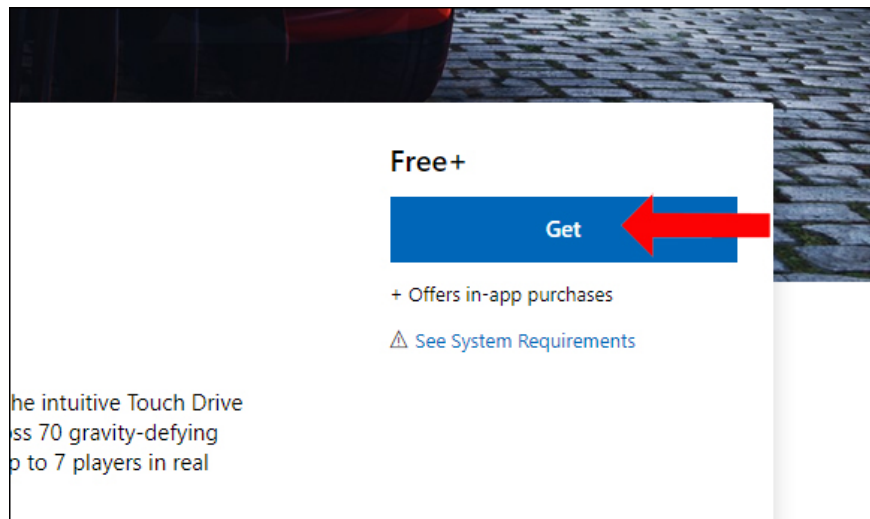 Free+
Get
+ Offers in-app purchases
⚠ See System Requirements
he intuitive Touch Drive
ss 70 gravity-defying
p to 7 players in real